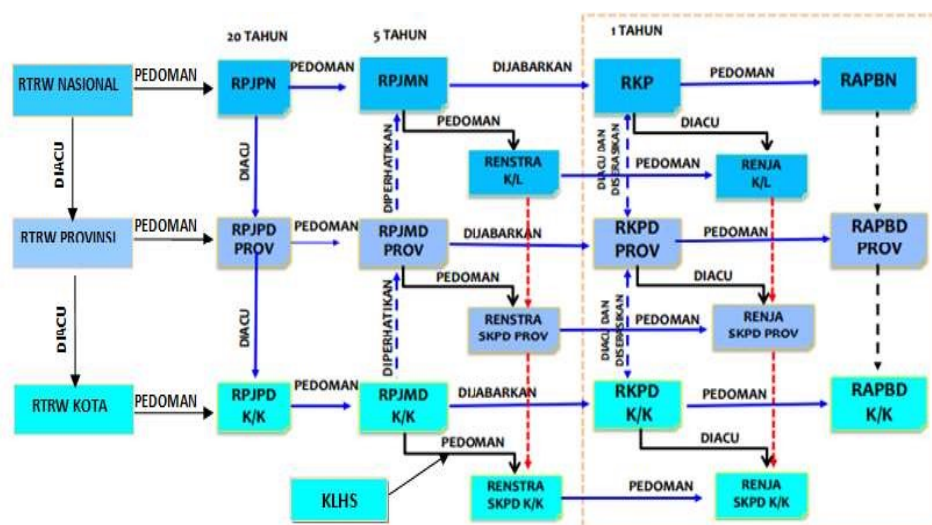 20 TAHUN
5 TAHUN
1 TAHUN
RTRW NASIONAL
PEDOMAN
RPJPN
PEDOMAN
RPJMN
DIJABARKAN
RKP
PEDOMAN
RAPBN
DIACU
DIACU
DIPERHATIKAN
PEDOMAN
RENSTRA
K/L
PEDOMAN
DIACU DAN
DISERASIKAN
DIACU
RENJA
K/L
RTRW PROVINSI
PEDOMAN
RPJPD
PROV
PEDOMAN
RPJMD
PROV
DIJABARKAN
RKPD
PROV
PEDOMAN
RAPBD
PROV
DIACU
DIACU
DIPERHATIKAN
PEDOMAN
RENSTRA
SKPD PROV
PEDOMAN
DIACU DAN
DISERASIKAN
DIACU
RENJA
SKPD PROV
RTRW KOTA
PEDOMAN
RPJPD
K/K
PEDOMAN
RPJMD
K/K
DIJABARKAN
RKPD
K/K
PEDOMAN
RAPBD
K/K
PEDOMAN
DIACU
KLHS
RENSTRA
SKPD K/K
PEDOMAN
RENJA
SKPD K/K